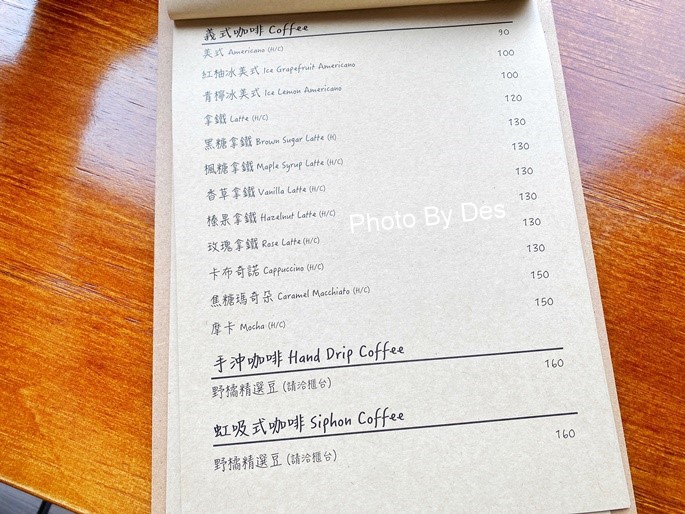 義式咖啡 Coffee
美式 Americano (H/C) 90
紅柚冰美式 Ice Grapefruit Americano 100
青檸冰美式 Ice Lemon Americano 100
拿鐵 Latte (H/C) 120
黑糖拿鐵 Brown Sugar Latte (H) 130
楓糖拿鐵 Maple Syrup Latte (H/C) 130
香草拿鐵 Vanilla Latte (H/C) 130
榛果拿鐵 Hazelnut Latte (H/C) 130
玫瑰拿鐵 Rose Latte (H/C) 130
卡布奇諾 Cappuccino (H/C) 130
焦糖瑪奇朵 Caramel Macchiato (H/C) 150
摩卡 Mocha (H/C) 150
手沖咖啡 Hand Drip Coffee
野橘精選豆 (請洽櫃台) 160
虹吸式咖啡 Siphon Coffee
野橘精選豆 (請洽櫃台) 160
Photo By Des